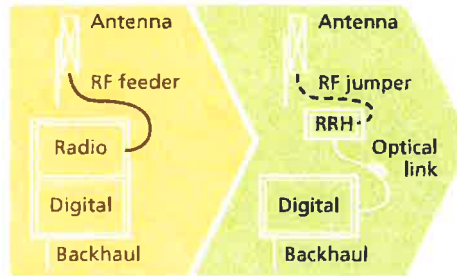 Antenna
RF feeder
Radio
Digital
Backhaul
Antenna
RF jumper
RRH
Optical
link
Digital
Backhaul